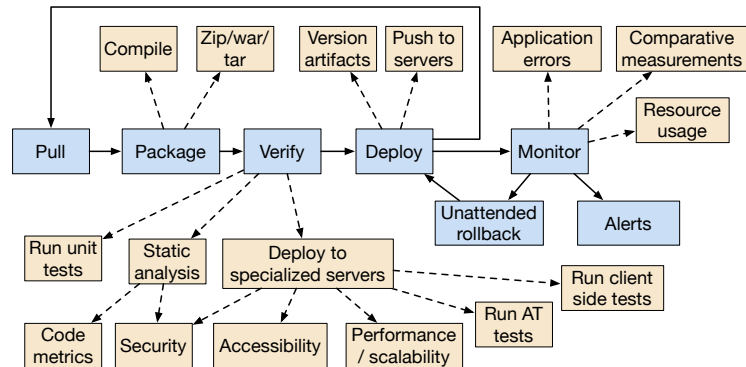 Compile
Zip/war/
tar
Version
artifacts
Push to
servers
Application
errors
Comparative
measurements
Resource
usage
Pull
Package
Verify
Deploy
Monitor
Unattended
rollback
Alerts
Run unit
tests
Static
analysis
Deploy to
specialized servers
Run client
side tests
Code
metrics
Security
Accessibility
Performance
/ scalability
Run AT
tests